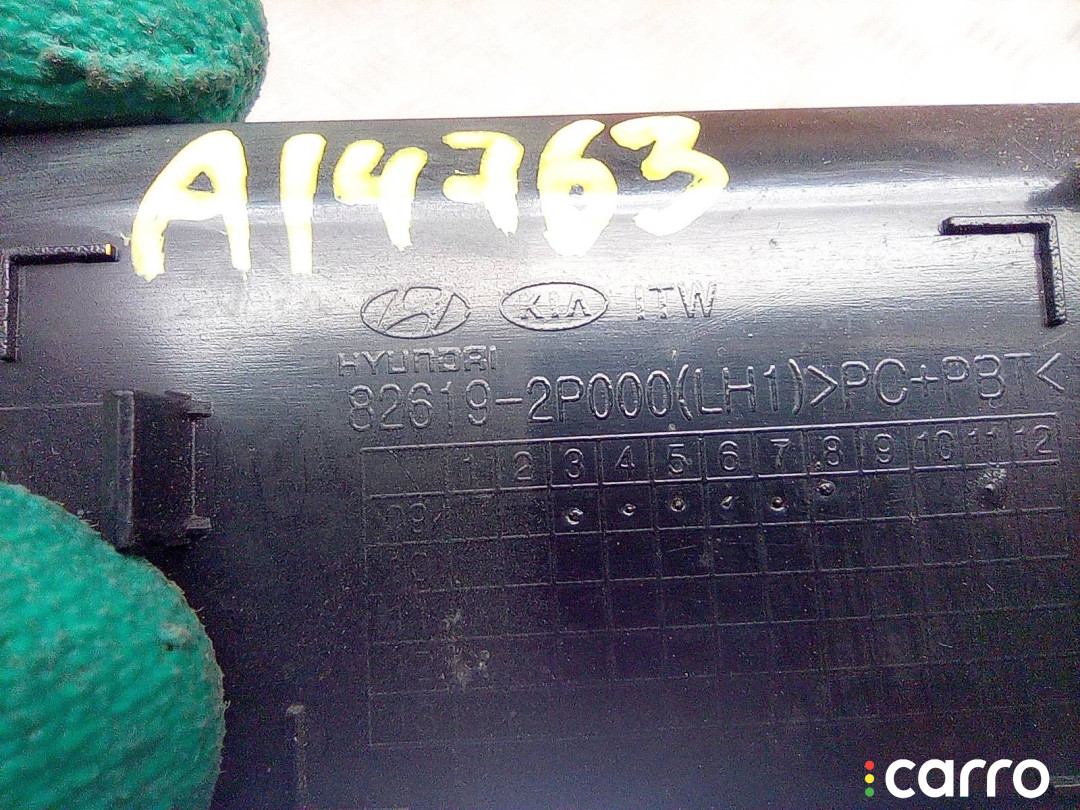 A14763
KIA ITW
HYUNDAI
82619-2P000(LH1)>PC+PBT<
1 2 3 4 5 6 7 8 9 10 11 12
09
carro